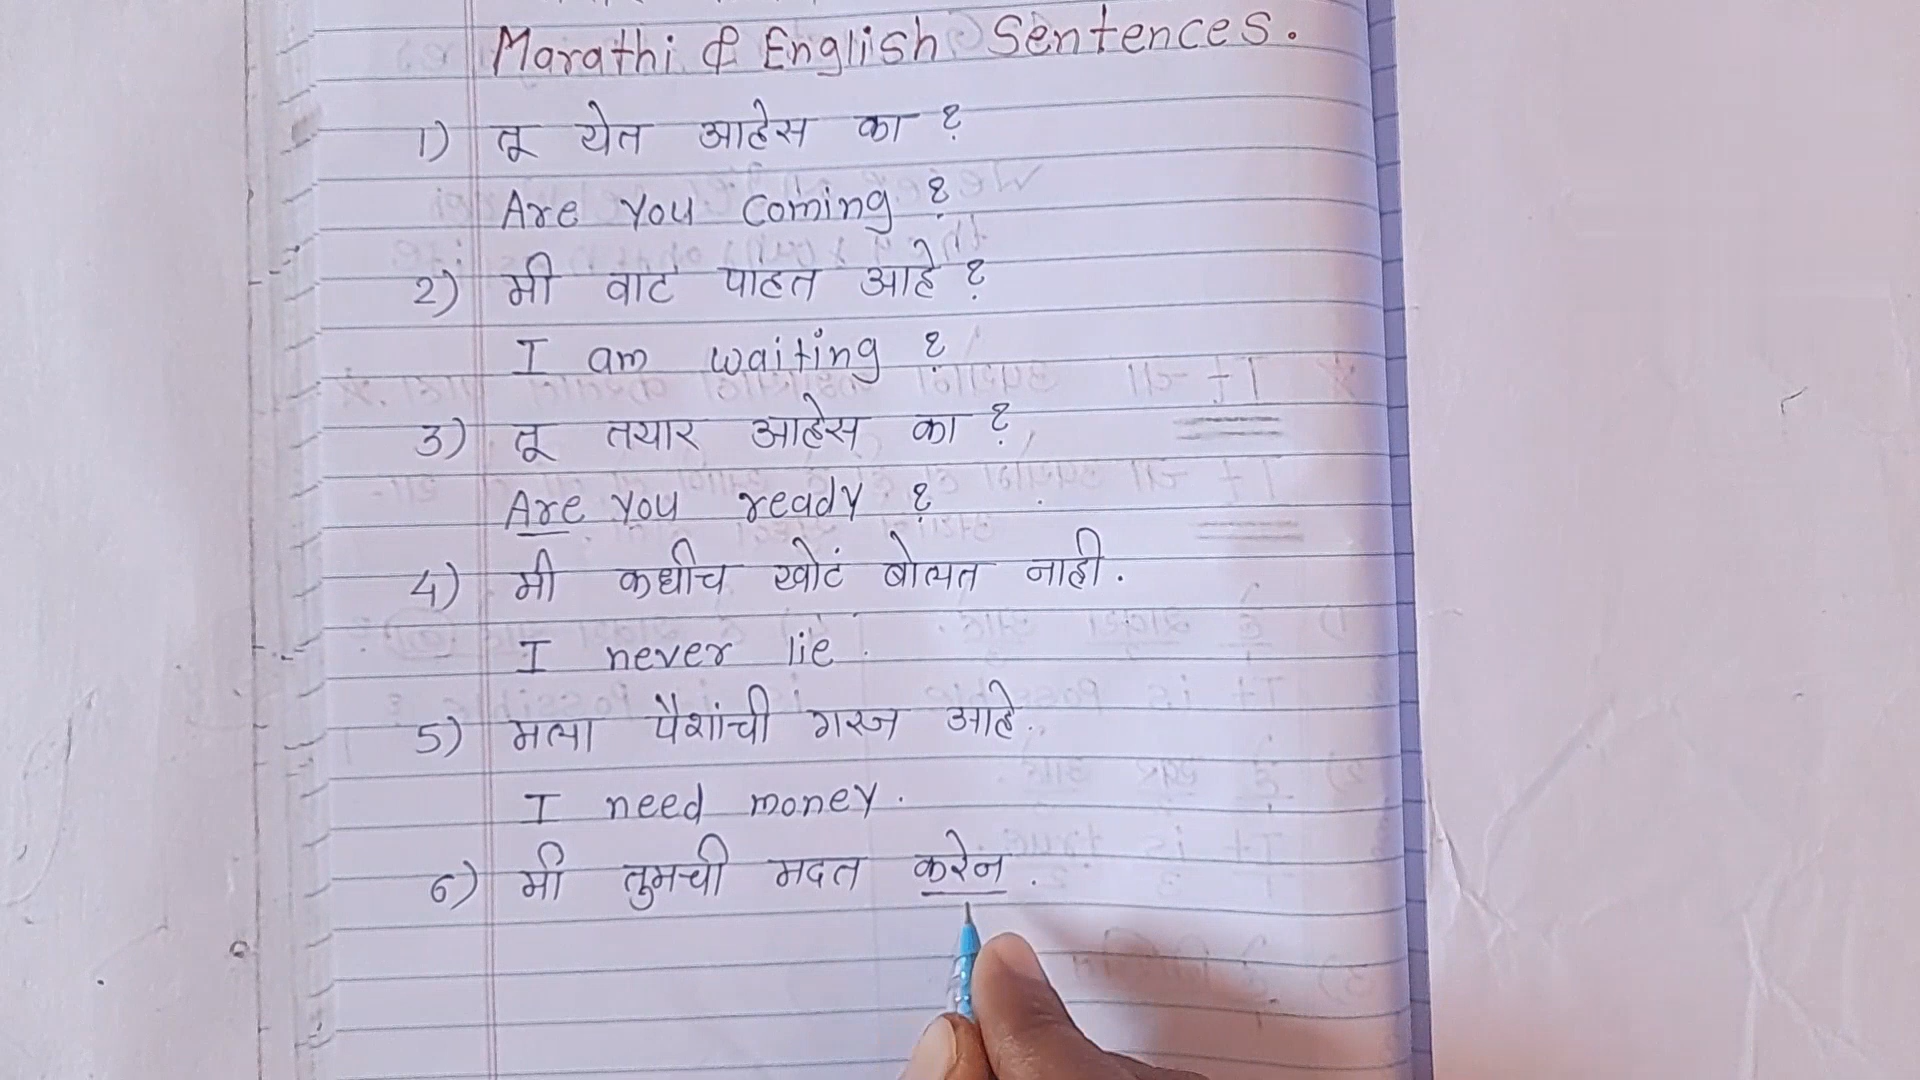 Marathi & English Sentences.
1) तू येत आहेस का ?
Are You Coming ?
2) मी वाट पाहत आहे ?
I am waiting ?
3) तू तयार आहेस का ?
Are You ready ?
4) मी कधीच खोटं बोलत नाही.
I never lie.
5) मला पैशांची गरज आहे.
I need money.
6) मी तुमची मदत करेन.